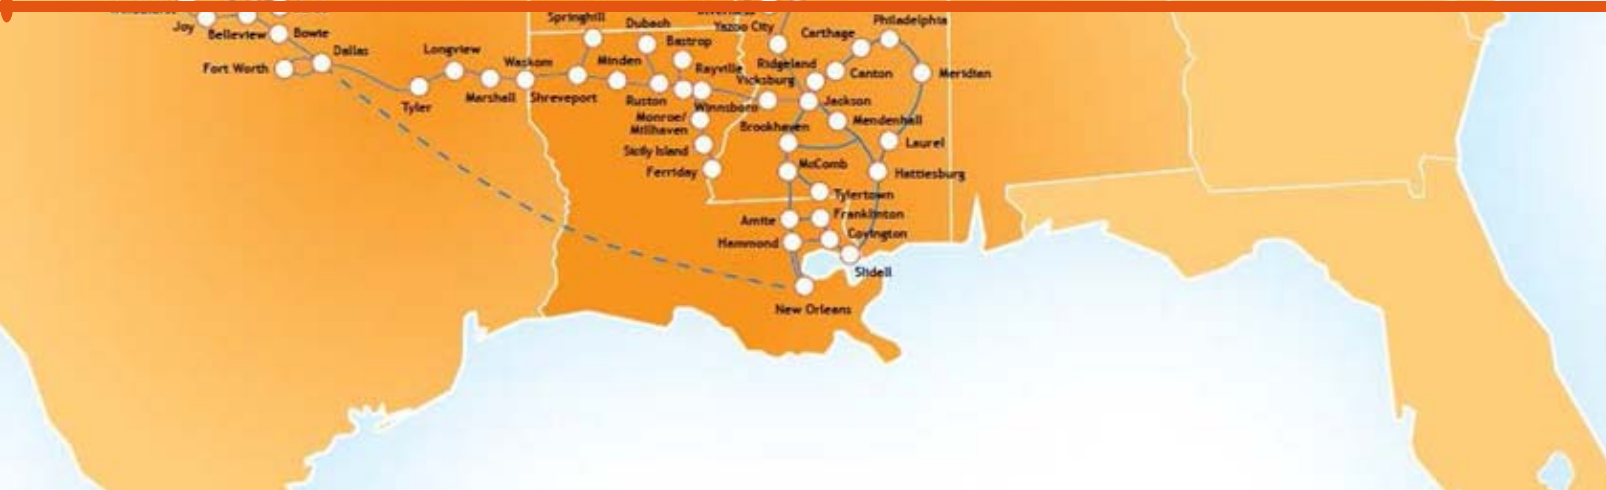 Joy
Belleview
Bowie
Fort Worth
Dallas
Tyler
Longview
Marshall
Waskom
Shreveport
Springhill
Minden
Dubach
Ruston
Bastrop
Rayville
Winnsboro
Monroe/
Millhaven
Sicily Island
Ferriday
Yazoo City
Vicksburg
Ridgeland
Carthage
Philadelphia
Canton
Meridian
Jackson
Mendenhall
Brookhaven
Laurel
McComb
Hattiesburg
Tylertown
Amite
Franklinton
Hammond
Covington
Slidell
New Orleans